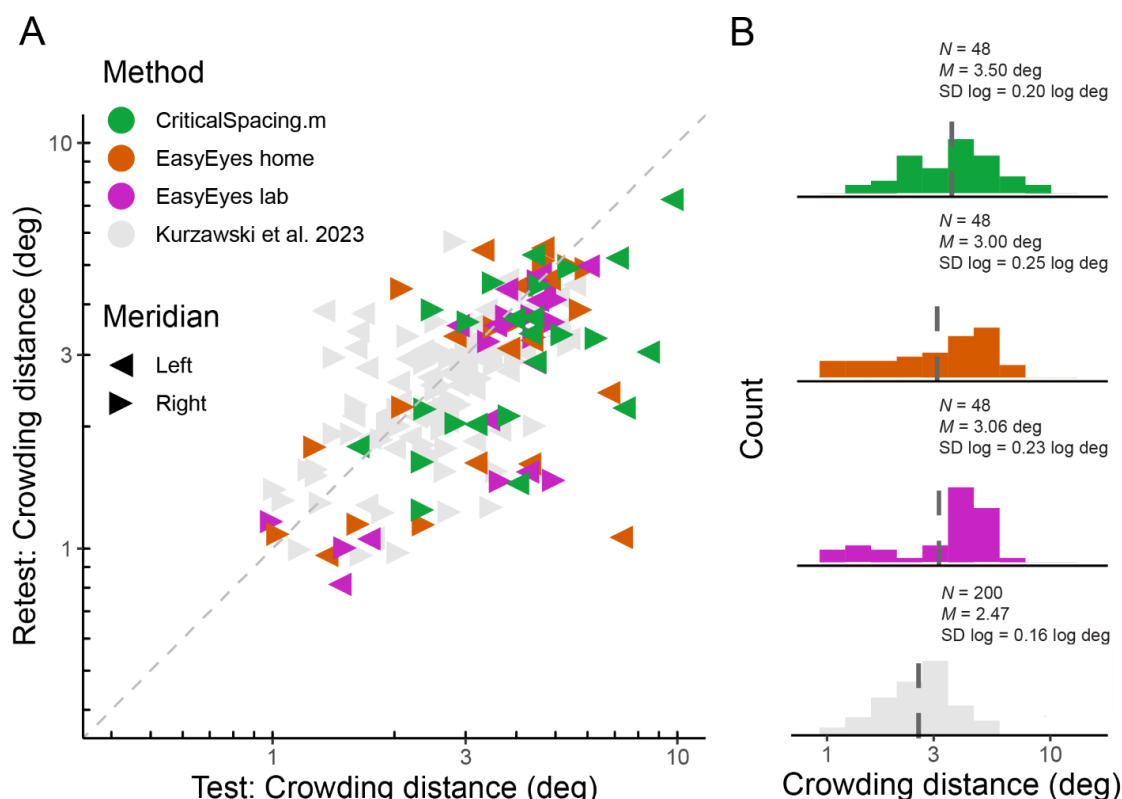 A
Method
CriticalSpacing.m
EasyEyes home
EasyEyes lab
Kurzawski et al. 2023
Meridian
Left
Right
Retest: Crowding distance (deg)
10
3
1
1
3
10
Test: Crowding distance (deg)
B
N = 48
M = 3.50 deg
SD log = 0.20 log deg
N = 48
M = 3.00 deg
SD log = 0.25 log deg
N = 48
M = 3.06 deg
SD log = 0.23 log deg
N = 200
M = 2.47
SD log = 0.16 log deg
Count
1
3
10
Crowding distance (deg)